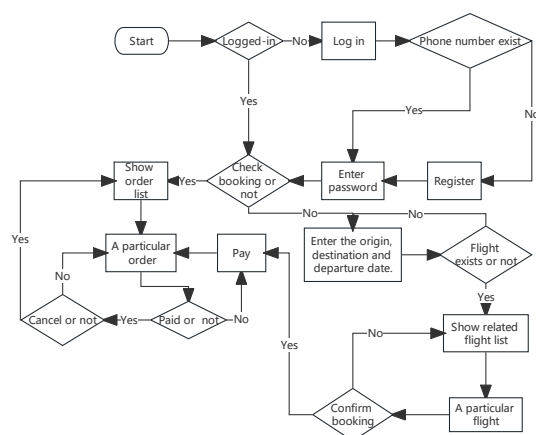 Start
Logged-in
No
Log in
Phone number exist
Yes
Yes
No
Show
order
list
Yes
Check
booking or
not
Enter
password
Register
No
No
Yes
A particular
order
Pay
Enter the origin,
destination and
departure date.
Flight
exists or not
No
Yes
Cancel or not
Yes
Paid or not
No
Show related
flight list
Yes
No
Confirm
booking
A particular
flight